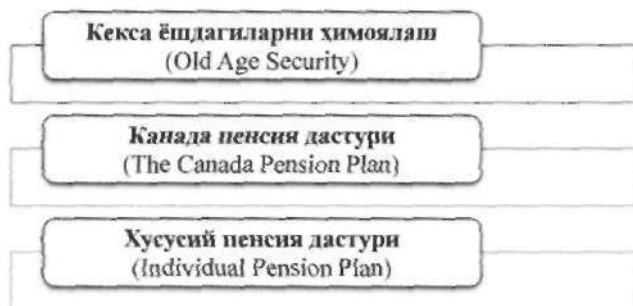 Кекса ёшдагиларни ҳимоялаш
(Old Age Security)
Канада пенсия дастури
(The Canada Pension Plan)
Хусусий пенсия дастури
(Individual Pension Plan)